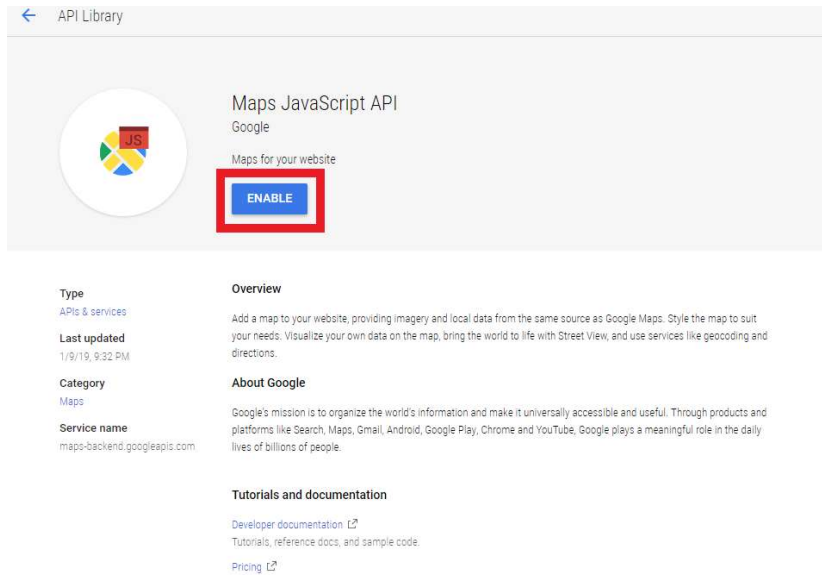 API Library
JS
Maps JavaScript API
Google
Maps for your website
ENABLE
Type
APIs & services
Last updated
1/9/19, 9:32 PM
Category
Maps
Service name
maps-backend.googleapis.com
Overview
Add a map to your website, providing imagery and local data from the same source as Google Maps. Style the map to suit
your needs. Visualize your own data on the map, bring the world to life with Street View, and use services like geocoding and
directions.
About Google
Google's mission is to organize the world's information and make it universally accessible and useful. Through products and
platforms like Search, Maps, Gmail, Android, Google Play, Chrome and YouTube, Google plays a meaningful role in the daily
lives of billions of people.
Tutorials and documentation
Developer documentation
Tutorials, reference docs, and sample code.
Pricing